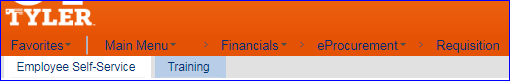 TYLER
Favorites Main Menu > Financials > eProcurement > Requisition
Employee Self-Service Training